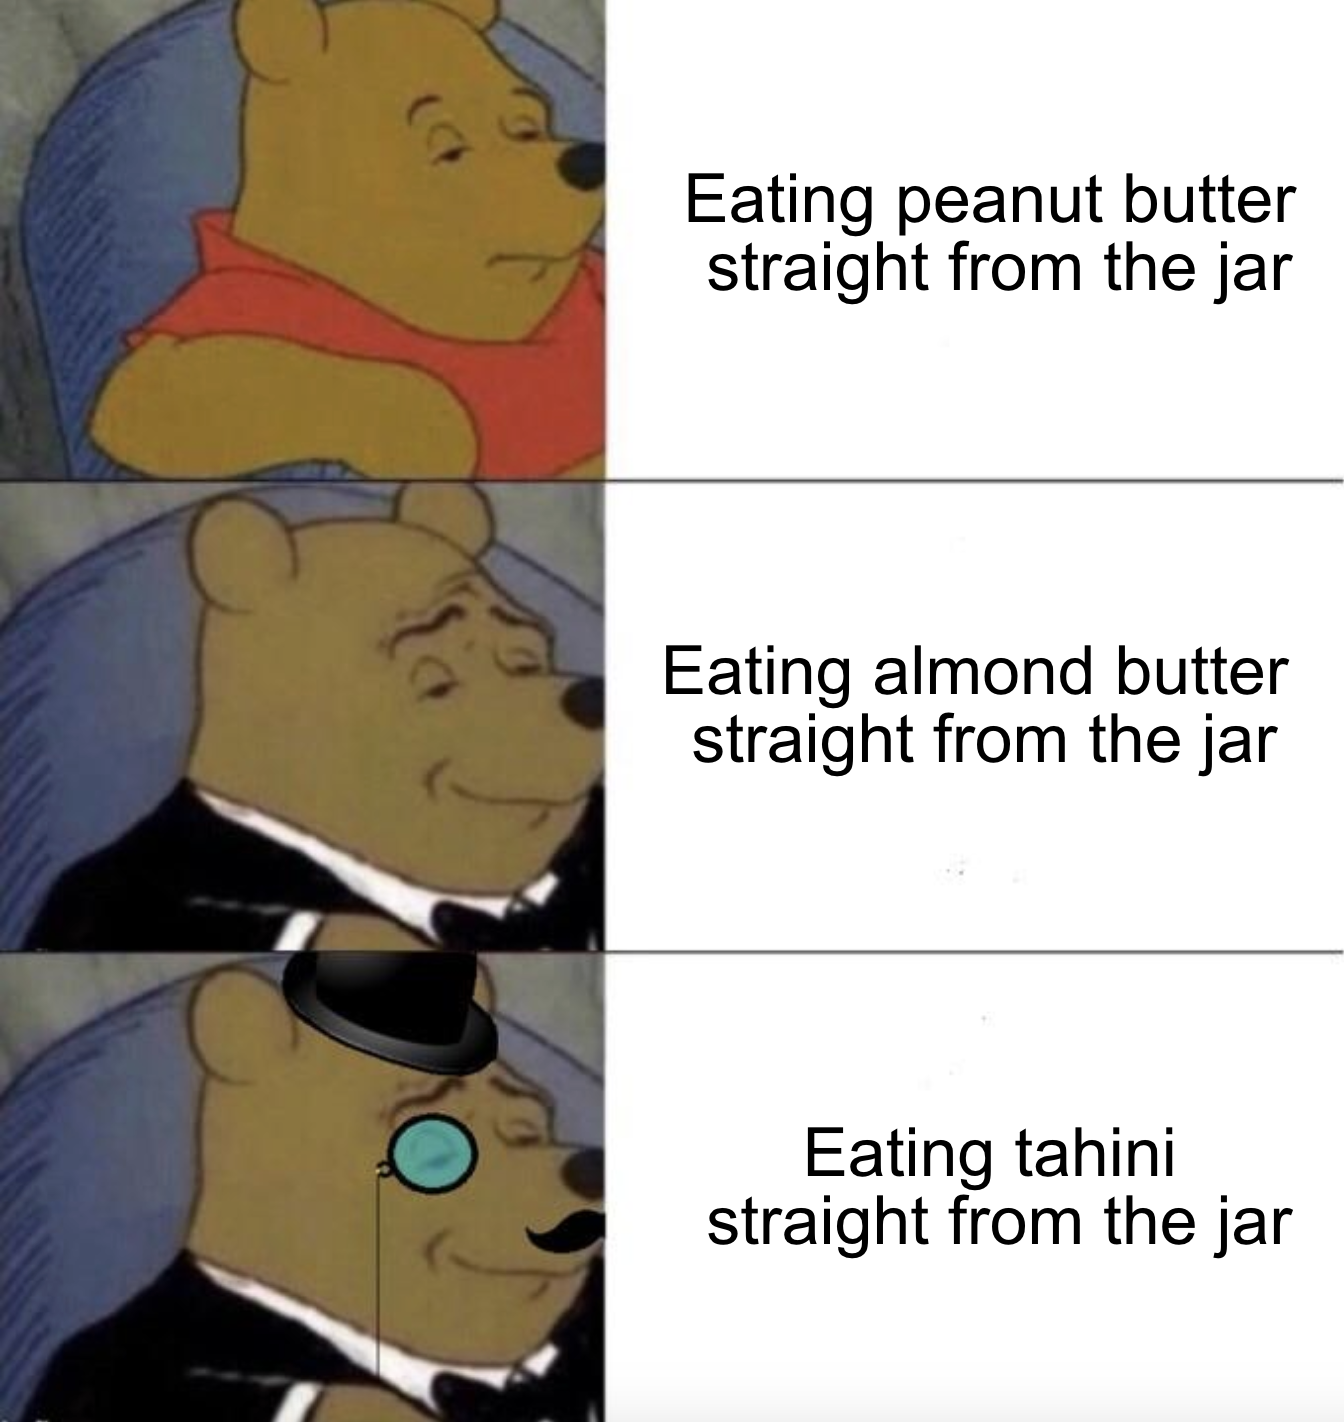 Eating peanut butter
straight from the jar
Eating almond butter
straight from the jar
Eating tahini
straight from the jar